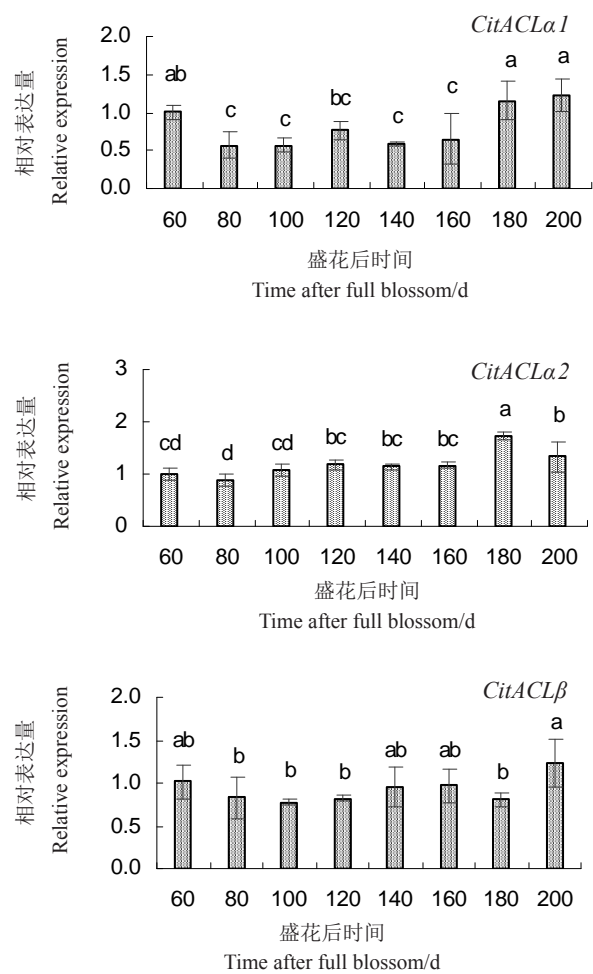 CitACLα1
相对表达量
Relative expression
2.0
1.5
1.0
0.5
0.0
ab
c
c
bc
c
c
a
a
60 80 100 120 140 160 180 200
盛花后时间
Time after full blossom/d
CitACLα2
相对表达量
Relative expression
3
2
1
0
cd
d
cd
bc
bc
bc
a
b
60 80 100 120 140 160 180 200
盛花后时间
Time after full blossom/d
CitACLβ
相对表达量
Relative expression
2.0
1.5
1.0
0.5
0.0
ab
b
b
b
ab
ab
b
a
60 80 100 120 140 160 180 200
盛花后时间
Time after full blossom/d